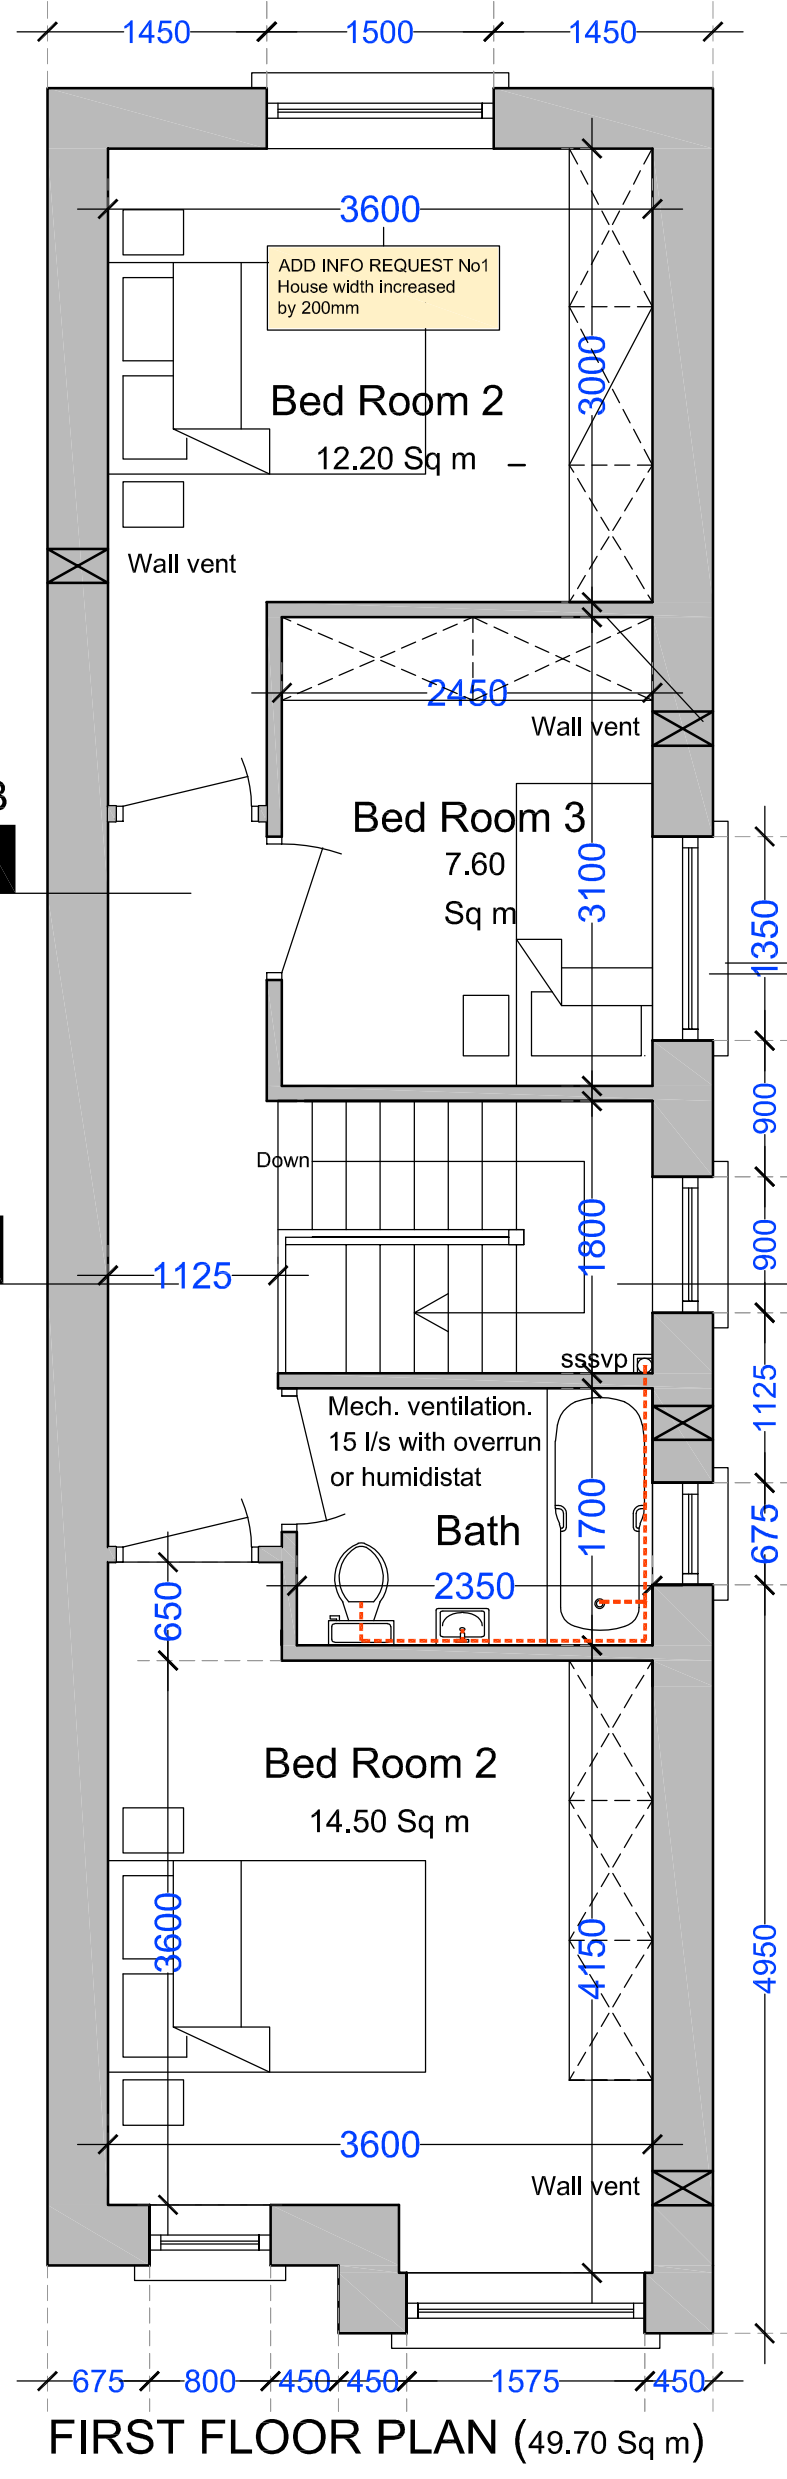 1450 1500 1450
3600
ADD INFO REQUEST No1
House width increased
by 200mm
3000
Bed Room 2
12.20 Sq m
Wall vent
2450
Wall vent
Bed Room 3
7.60
Sq m
3100
1350
900
Down
1800
900
1125
sssvp
1125
Mech. ventilation.
15 l/s with overrun
or humidistat
1700
Bath
675
2350
650
Bed Room 2
14.50 Sq m
3600
4150
4950
3600
Wall vent
675 800 450 450 1575 450
FIRST FLOOR PLAN (49.70 Sq m)